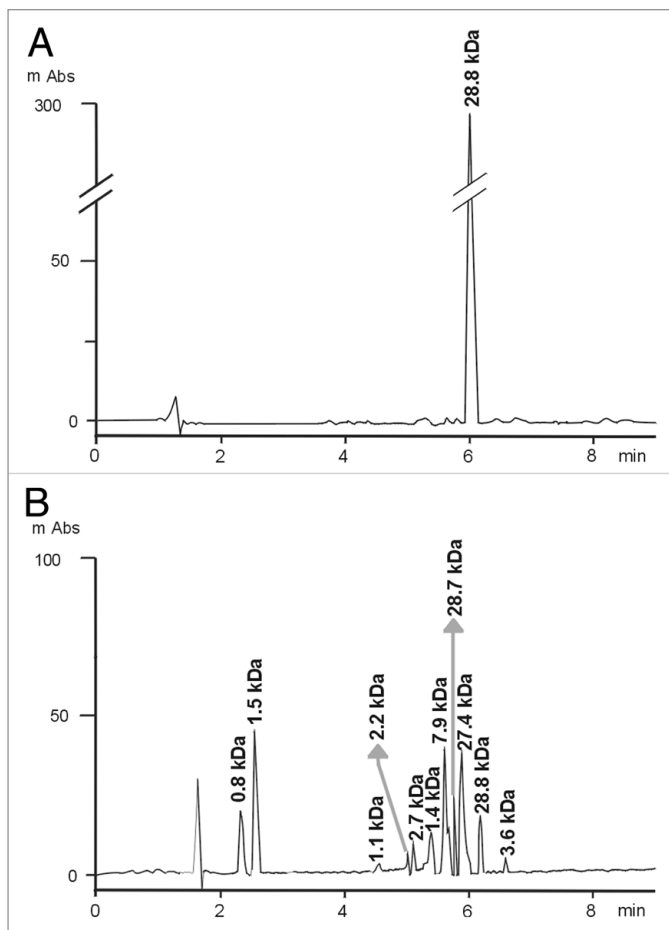 A
m Abs
300
28.8 kDa
50
0
0 2 4 6 8 min
B
m Abs
100
28.7 kDa
50
2.2 kDa
7.9 kDa
27.4 kDa
1.5 kDa
0.8 kDa
1.1 kDa
2.7 kDa
1.4 kDa
28.8 kDa
3.6 kDa
0
0 2 4 6 8 min